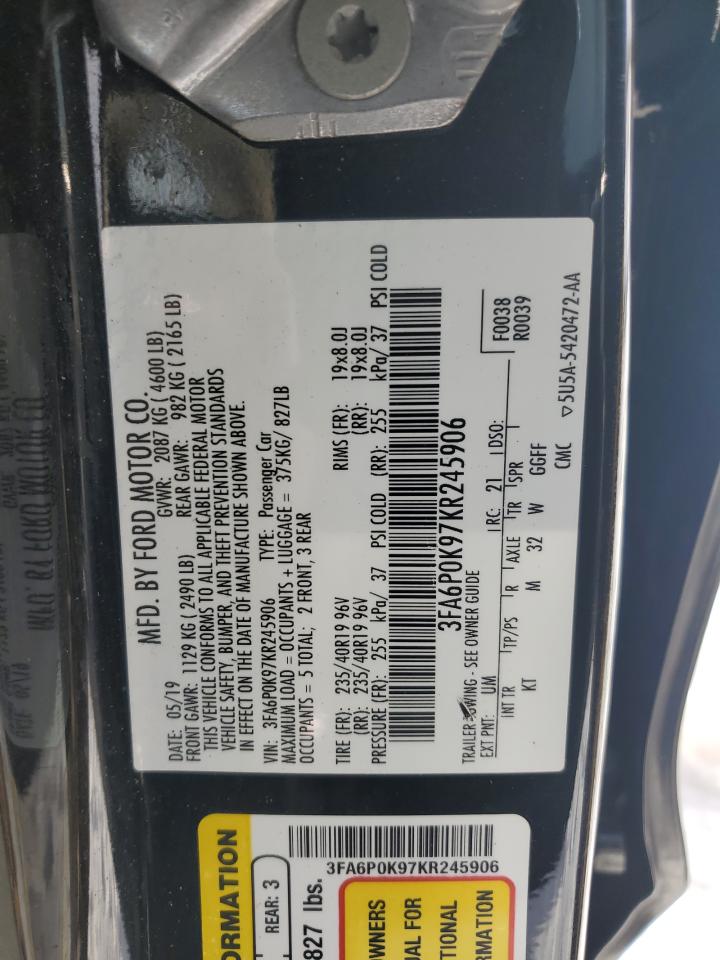 MFD. BY FORD MOTOR CO.
DATE: 05/19 GVWR: 2087 KG ( 4600 LB)
FRONT GAWR: 1129 KG ( 2490 LB) REAR GAWR: 982 KG ( 2165 LB)
THIS VEHICLE CONFORMS TO ALL APPLICABLE FEDERAL MOTOR
VEHICLE SAFETY, BUMPER, AND THEFT PREVENTION STANDARDS
IN EFFECT ON THE DATE OF MANUFACTURE SHOWN ABOVE.
VIN: 3FA6P0K97KR245906 TYPE: Passenger Car
MAXIMUM LOAD = OCCUPANTS + LUGGAGE = 375KG/ 827LB
OCCUPANTS = 5 TOTAL; 2 FRONT, 3 REAR
TIRE (FR): 235/40R19 96V RIMS (FR): 19x8.0J
(RR): 235/40R19 96V (RR): 19x8.0J
PRESSURE (FR): 255 kPa/ 37 PSI COLD (RR): 255 kPa/ 37 PSI COLD
3FA6P0K97KR245906
TRAILER TOWING - SEE OWNER GUIDE
EXT PNT: UM RC: 21 DSO:
F0038
R0039
INT TR TP/PS R AXLE TR SPR
KT M 32 W GGFF
CMC ▽5U5A-5420472-AA
ORMATION
REAR: 3
827 lbs.
3FA6P0K97KR245906
OWNERS
UAL FOR
TIONAL
RMATION